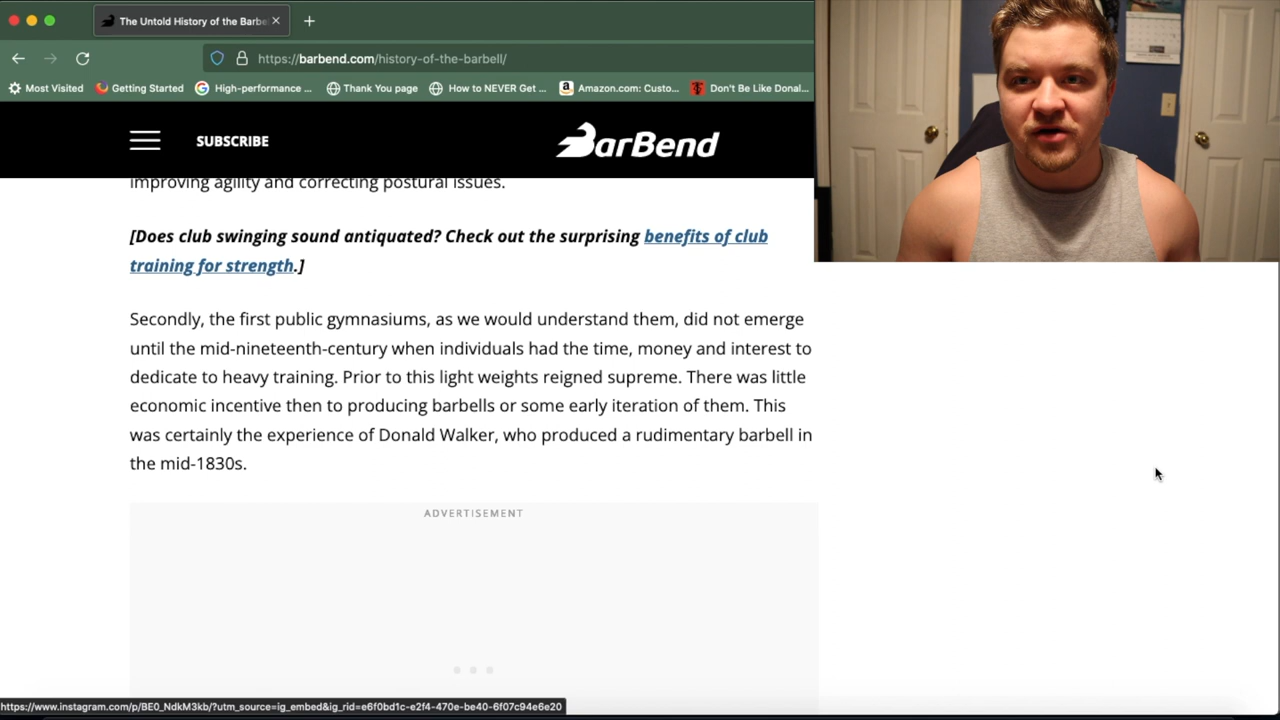 The Untold History of the Barbe
https://barbend.com/history-of-the-barbell/
Most Visited
Getting Started
High-performance ...
Thank You page
How to NEVER Get ...
Amazon.com: Custo...
Don't Be Like Donal...
SUBSCRIBE
BarBend
improving agility and correcting postural issues.
[Does club swinging sound antiquated? Check out the surprising benefits of club
training for strength.]
Secondly, the first public gymnasiums, as we would understand them, did not emerge
until the mid-nineteenth-century when individuals had the time, money and interest to
dedicate to heavy training. Prior to this light weights reigned supreme. There was little
economic incentive then to producing barbells or some early iteration of them. This
was certainly the experience of Donald Walker, who produced a rudimentary barbell in
the mid-1830s.
ADVERTISEMENT
https://www.instagram.com/p/BE0_NdkM3kb/?utm_source=ig_embed&ig_rid=e6f0bd1c-e2f4-470e-be40-6f07c94e6e20